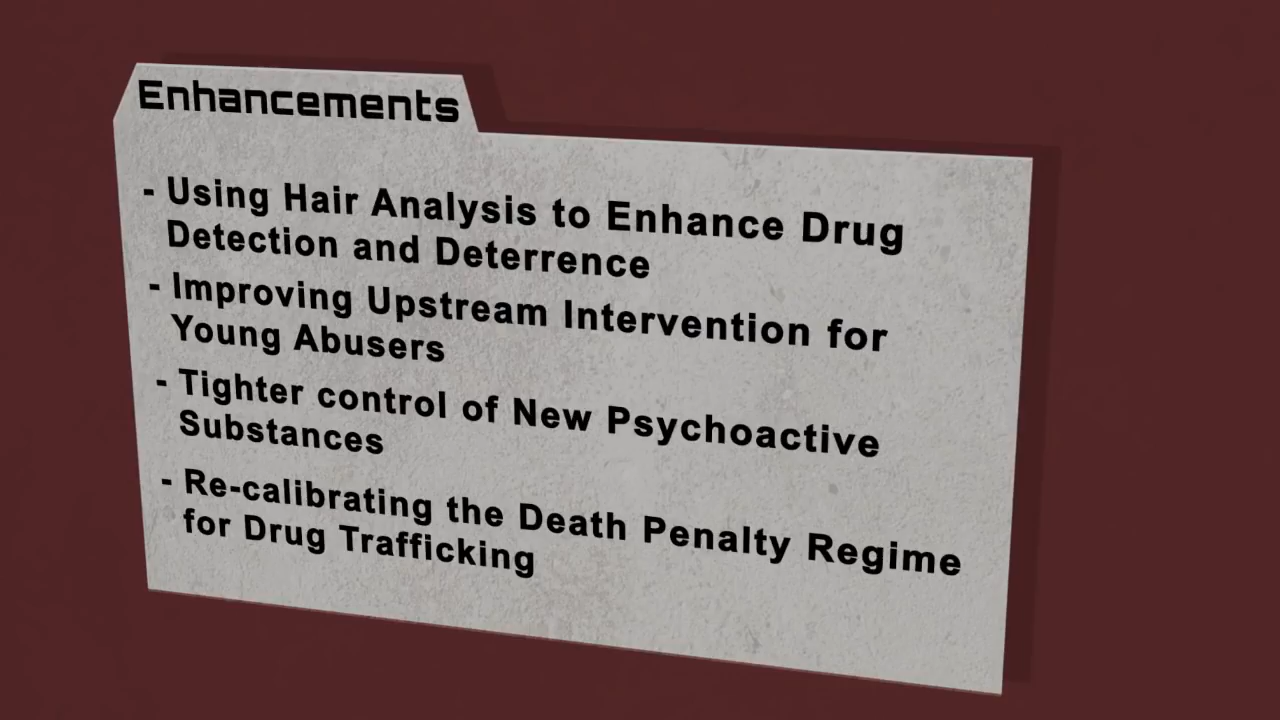 Enhancements
- Using Hair Analysis to Enhance Drug
Detection and Deterrence
- Improving Upstream Intervention for
Young Abusers
- Tighter control of New Psychoactive
Substances
- Re-calibrating the Death Penalty Regime
for Drug Trafficking